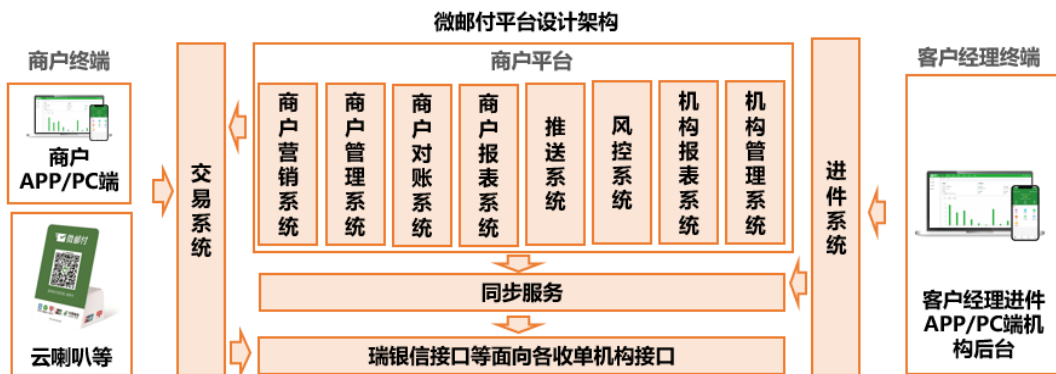 微邮付平台设计架构
商户终端
商户平台
客户经理终端
商户
APP/PC端
微邮付
云喇叭等
交易系统
商户营销系统
商户管理系统
商户对账系统
商户报表系统
推送系统
风控系统
机构报表系统
机构管理系统
同步服务
瑞银信接口等面向各收单机构接口
进件系统
客户经理进件
APP/PC端机
构后台